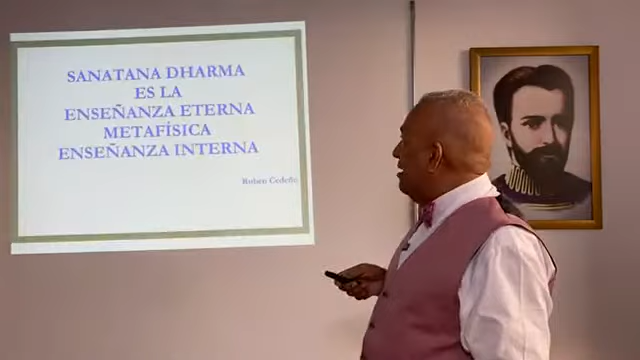 SANATANA DHARMA
ES LA
ENSEÑANZA ETERNA
METAFÍSICA
ENSEÑANZA INTERNA
Ruben Cedeño